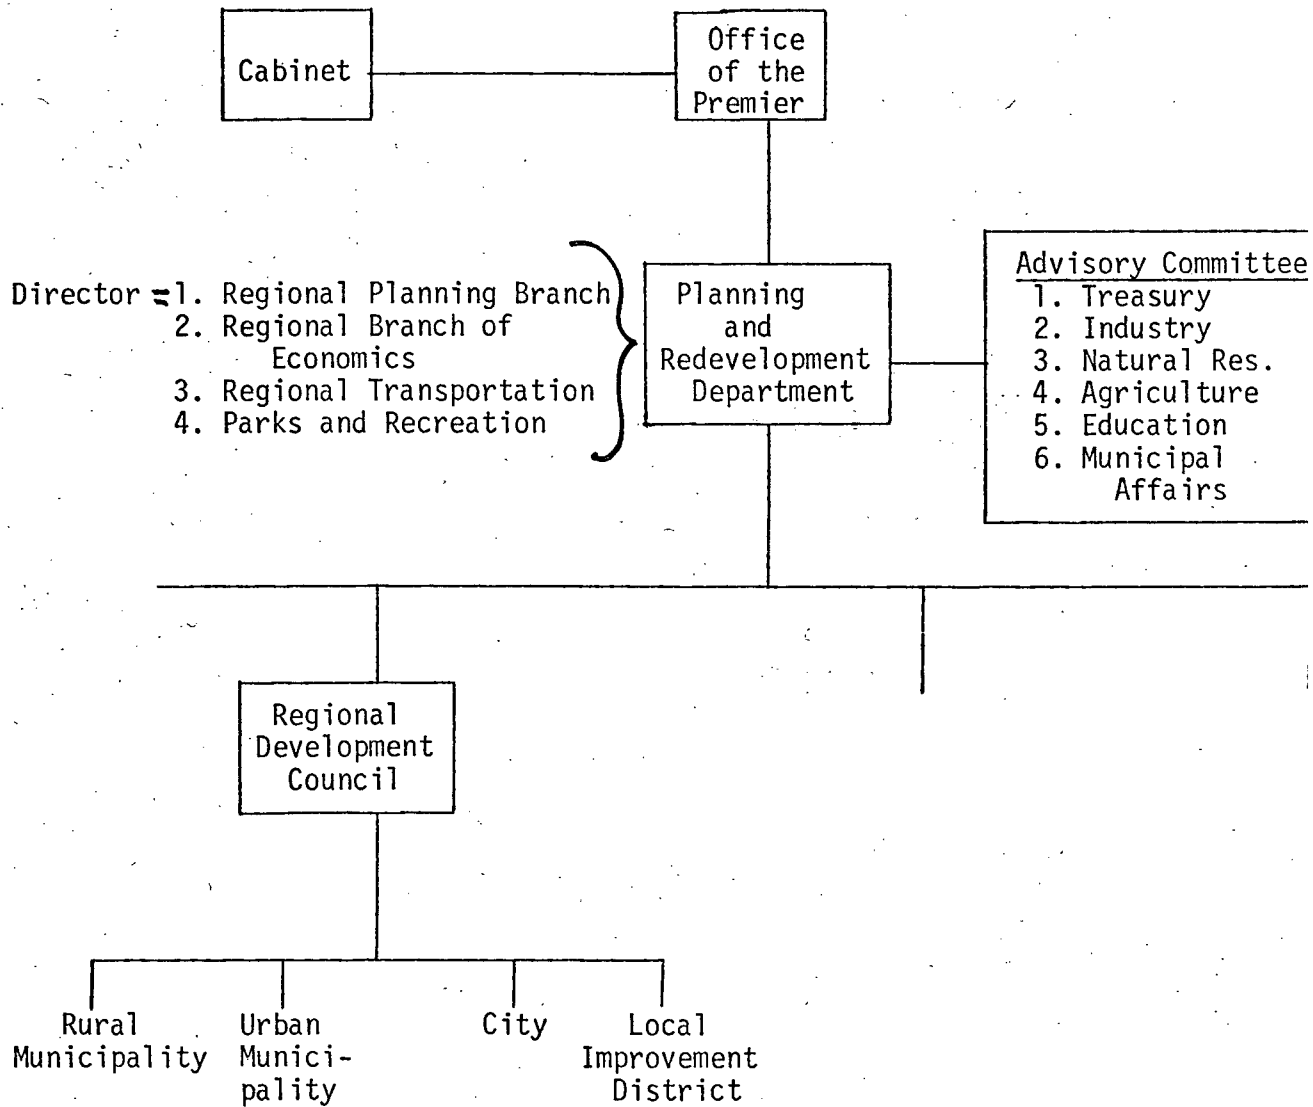 Cabinet
Office
of the
Premier
Director = 1. Regional Planning Branch
2. Regional Branch of
Economics
3. Regional Transportation
4. Parks and Recreation
Planning
and
Redevelopment
Department
Advisory Committee
1. Treasury
2. Industry
3. Natural Res.
4. Agriculture
5. Education
6. Municipal
Affairs
Regional
Development
Council
Rural
Municipality
Urban
Munici-
pality
City
Local
Improvement
District